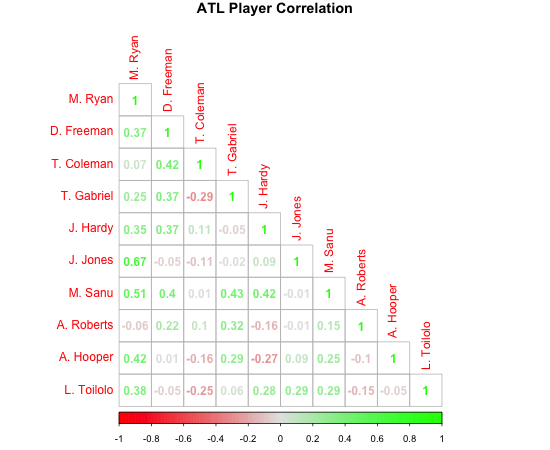 ATL Player Correlation
M. Ryan
D. Freeman
T. Coleman
T. Gabriel
J. Hardy
J. Jones
M. Sanu
A. Roberts
A. Hooper
L. Toilolo
M. Ryan 1
D. Freeman 0.37 1
T. Coleman 0.07 0.42 1
T. Gabriel 0.25 0.37 -0.29 1
J. Hardy 0.35 0.37 0.11 -0.05 1
J. Jones 0.67 -0.05 -0.11 -0.02 0.09 1
M. Sanu 0.51 0.4 0.01 0.43 0.42 -0.01 1
A. Roberts -0.06 0.22 0.1 0.32 -0.16 -0.01 0.15 1
A. Hooper 0.42 0.01 -0.16 0.29 -0.27 0.09 0.25 -0.1 1
L. Toilolo 0.38 -0.05 -0.25 0.06 0.28 0.29 0.29 -0.15 -0.05 1
-1 -0.8 -0.6 -0.4 -0.2 0 0.2 0.4 0.6 0.8 1